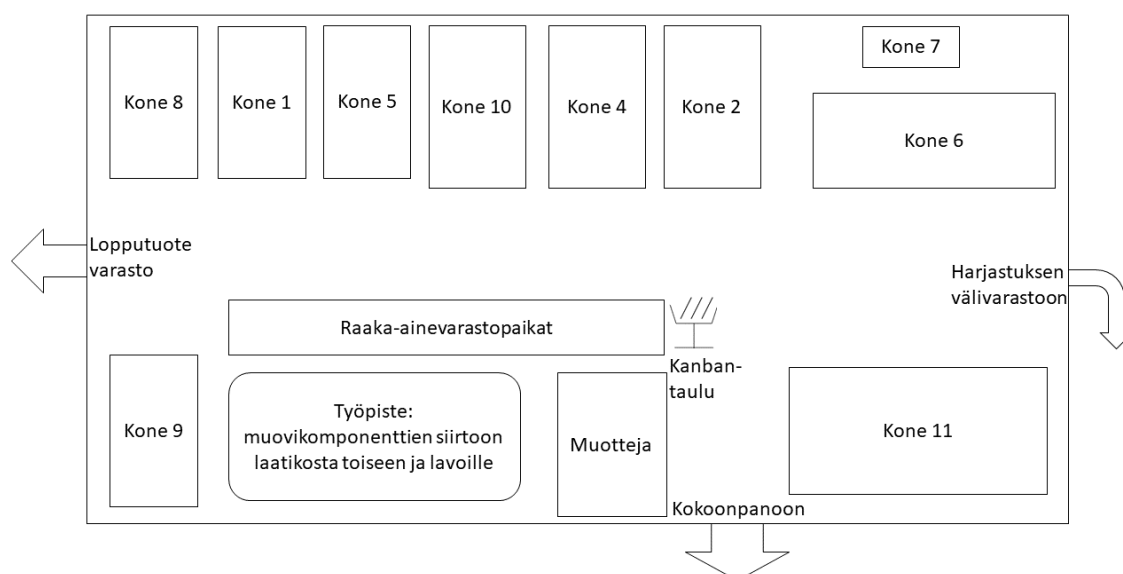 Kone 8
Kone 1
Kone 5
Kone 10
Kone 4
Kone 2
Kone 7
Kone 6
Lopputuote
varasto
Harjastuksen
välivarastoon
Raaka-ainevarastopaikat
Kanban-
taulu
Kone 9
Työpiste:
muovikomponenttien siirtoon
laatikosta toiseen ja lavoille
Muotteja
Kone 11
Kokoonpanoon